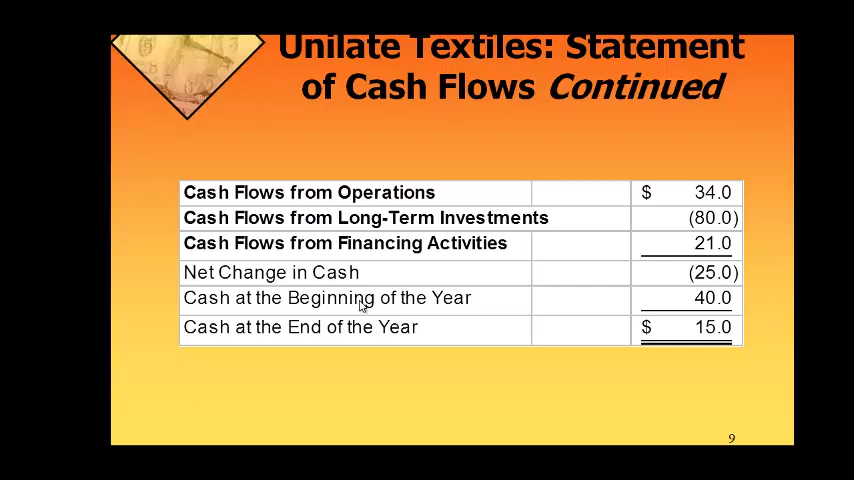 Unilate Textiles: Statement
of Cash Flows Continued
Cash Flows from Operations $ 34.0
Cash Flows from Long-Term Investments (80.0)
Cash Flows from Financing Activities 21.0
Net Change in Cash (25.0)
Cash at the Beginning of the Year 40.0
Cash at the End of the Year $ 15.0
9